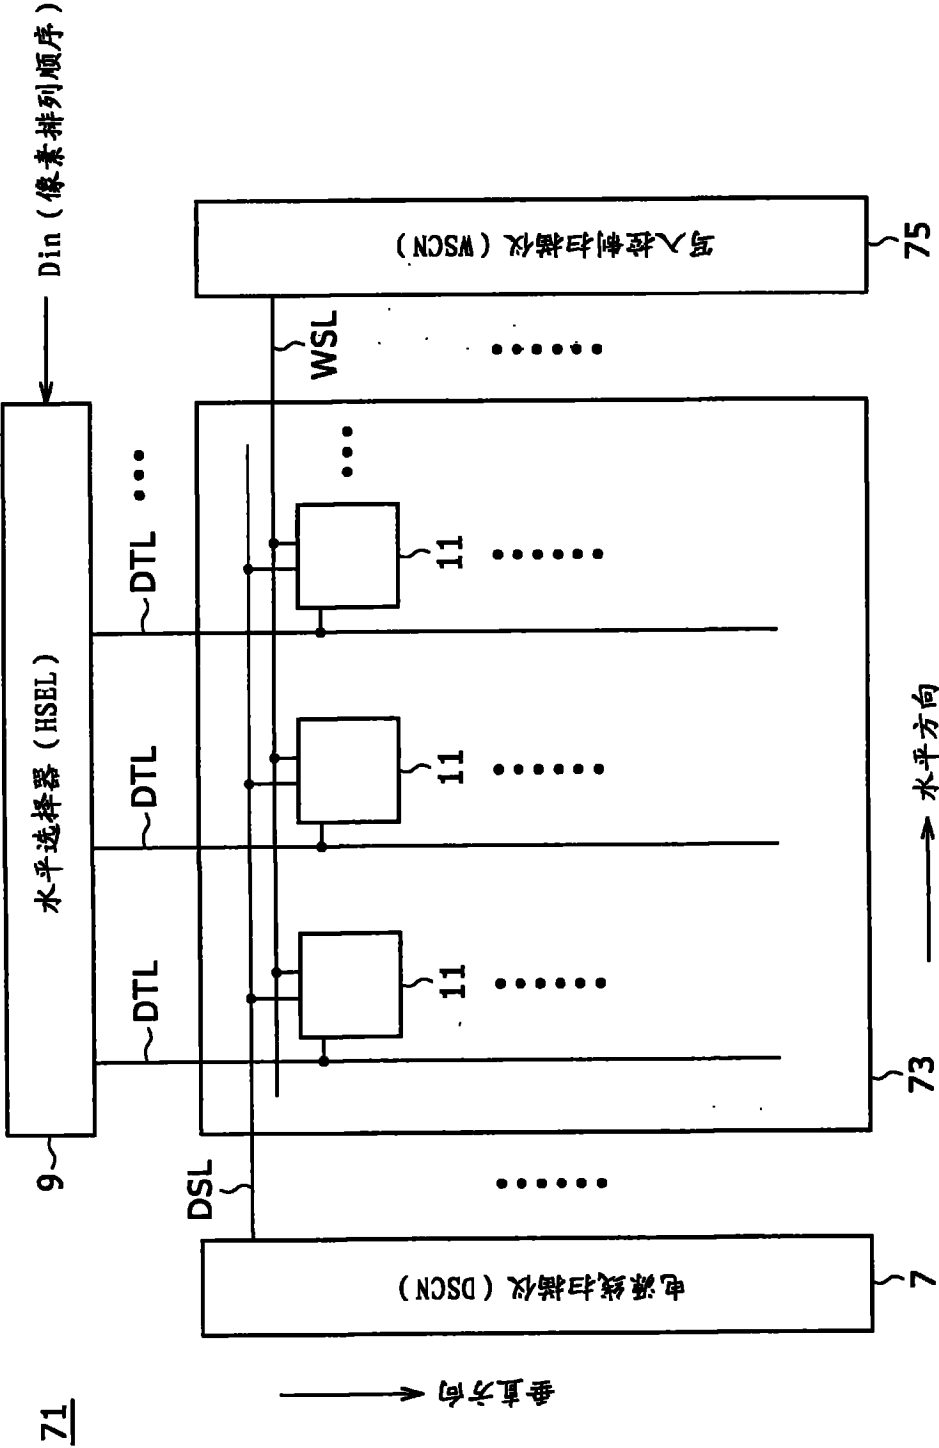 71
Din (像素排列顺序)
水平选择器 (HSEL)
9
DTL
DTL
DTL
DSL
WSL
11
11
11
电源线扫描仪 (DSCN)
7
写入控制扫描仪 (WSCN)
75
73
垂直方向
水平方向